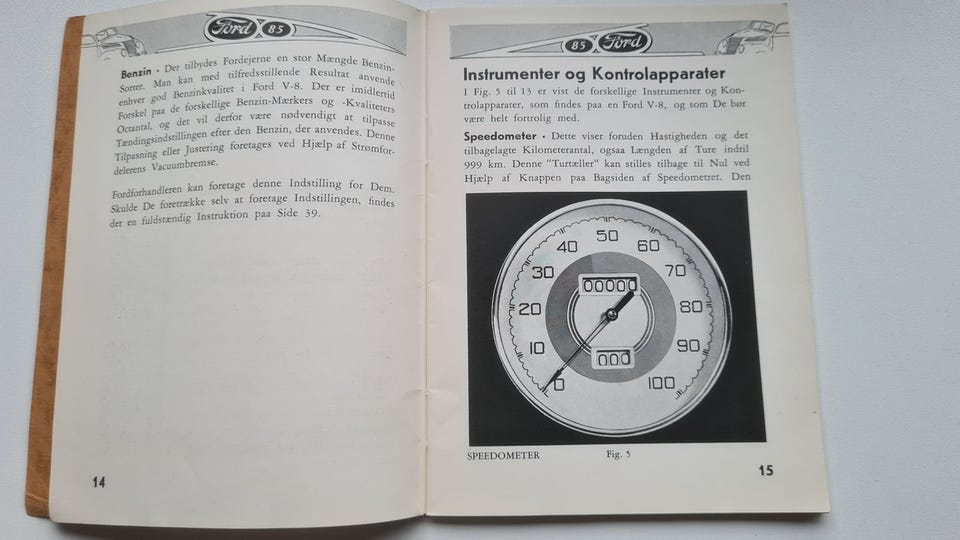 Ford 85
Benzin · Der tilbydes Fordejerne en stor Mængde Benzin-
Sorter. Man kan med tilfredsstillende Resultat anvende
enhver god Benzinkvalitet i Ford V-8. Der er imidlertid
Forskel paa de forskellige Benzin-Mærkers og -Kvaliteters
Octantal, og det vil derfor være nødvendigt at tilpasse
Tændingsindstillingen efter den Benzin, der anvendes. Denne
Tilpasning eller Justering foretages ved Hjælp af Strømfor-
delerens Vacuumbremse.
Fordforhandleren kan foretage denne Indstilling for Dem.
Skulde De foretrække selv at foretage Indstillingen, findes
der en fuldstændig Instruktion paa Side 39.
14
85 Ford
Instrumenter og Kontrolapparater
I Fig. 5 til 13 er vist de forskellige Instrumenter og Kon-
trolapparater, som findes paa en Ford V-8, og som De bør
være helt fortrolig med.
Speedometer · Dette viser foruden Hastigheden og det
tilbagelagte Kilometerantal, ogsaa Længden af Ture indtil
999 km. Denne "Turtæller" kan stilles tilbage til Nul ved
Hjælp af Knappen paa Bagsiden af Speedometret. Den
0
10
20
30
40
50
60
70
80
90
100
00000
000
SPEEDOMETER Fig. 5
15